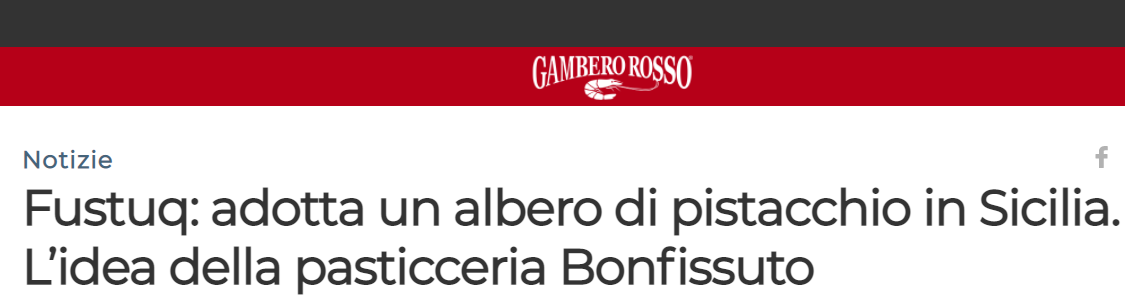 GAMBERO ROSSO®
Notizie
Fustuq: adotta un albero di pistacchio in Sicilia.
L’idea della pasticceria Bonfissuto